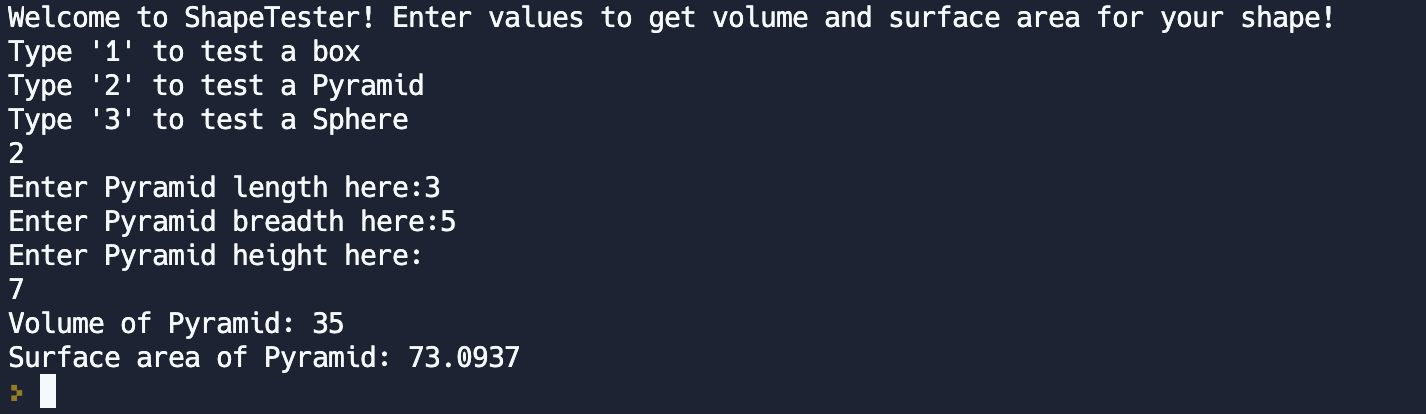 Welcome to ShapeTester! Enter values to get volume and surface area for your shape!
Type '1' to test a box
Type '2' to test a Pyramid
Type '3' to test a Sphere
2
Enter Pyramid length here:3
Enter Pyramid breadth here:5
Enter Pyramid height here:
7
Volume of Pyramid: 35
Surface area of Pyramid: 73.0937
>